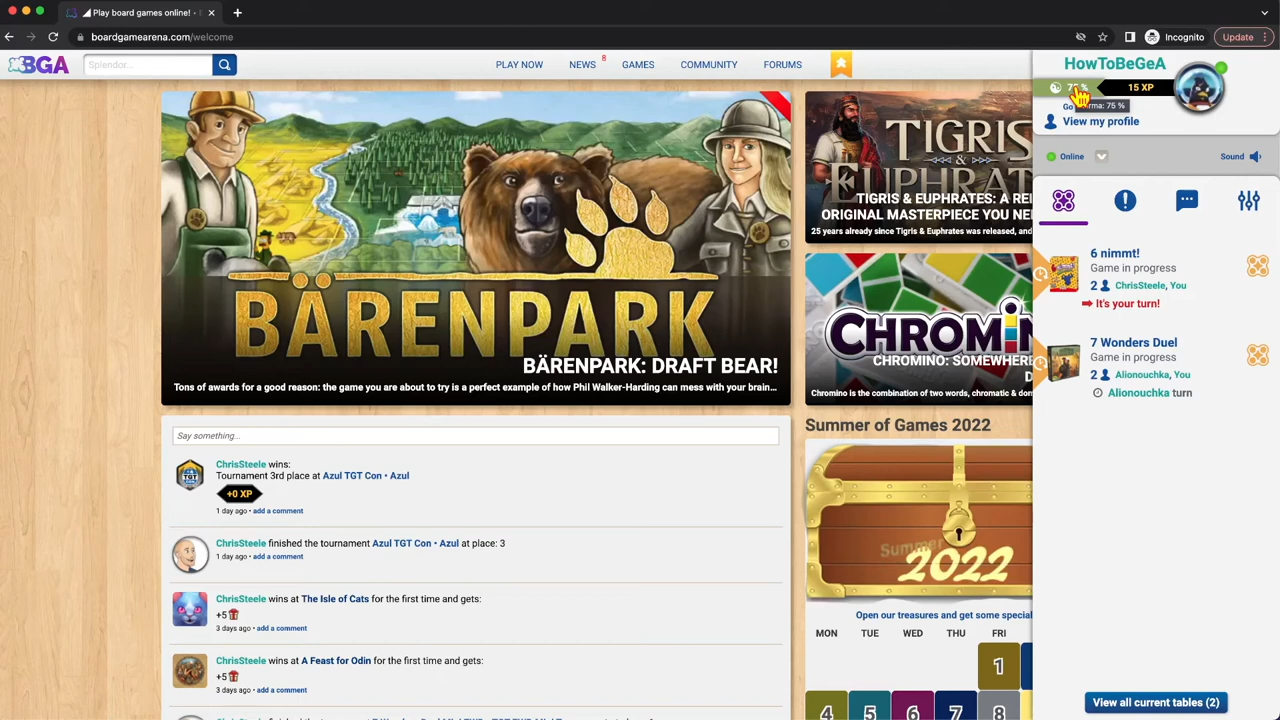 Play board games online!
boardgamearena.com/welcome
Incognito
Update
BGA
Splendor...
PLAY NOW
NEWS
8
GAMES
COMMUNITY
FORUMS
HowToBeGeA
15 XP
Karma: 75 %
View my profile
Online
Sound
BÄRENPARK
BÄRENPARK: DRAFT BEAR!
Tons of awards for a good reason: the game you are about to try is a perfect example of how Phil Walker-Harding can mess with your brain...
TIGRIS
&
EUPHRATES
TIGRIS & EUPHRATES: A REI
ORIGINAL MASTERPIECE YOU NEE
25 years already since Tigris & Euphrates was released, and
CHROMIN
CHROMINO: SOMEWHERE
D
Chromino is the combination of two words, chromatic & dom
6 nimmt!
Game in progress
2 ChrisSteele, You
It's your turn!
7 Wonders Duel
Game in progress
2 Alionouchka, You
Alionouchka turn
Say something...
ChrisSteele wins:
Tournament 3rd place at Azul TGT Con • Azul
+0 XP
1 day ago • add a comment
ChrisSteele finished the tournament Azul TGT Con • Azul at place: 3
1 day ago • add a comment
ChrisSteele wins at The Isle of Cats for the first time and gets:
+5
3 days ago • add a comment
ChrisSteele wins at A Feast for Odin for the first time and gets:
+5
3 days ago • add a comment
Summer of Games 2022
Summer
2022
Open our treasures and get some special
MON TUE WED THU FRI
1
4 5 6 7 8
View all current tables (2)